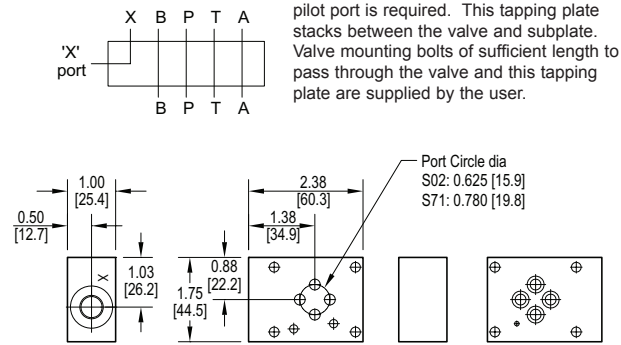 pilot port is required. This tapping plate
stacks between the valve and subplate.
Valve mounting bolts of sufficient length to
pass through the valve and this tapping
plate are supplied by the user.
X B P T A
'X'
port
B P T A
Port Circle dia
S02: 0.625 [15.9]
S71: 0.780 [19.8]
1.00
[25.4]
2.38
[60.3]
0.50
[12.7]
1.38
[34.9]
X
1.03
[26.2]
0.88
[22.2]
1.75
[44.5]